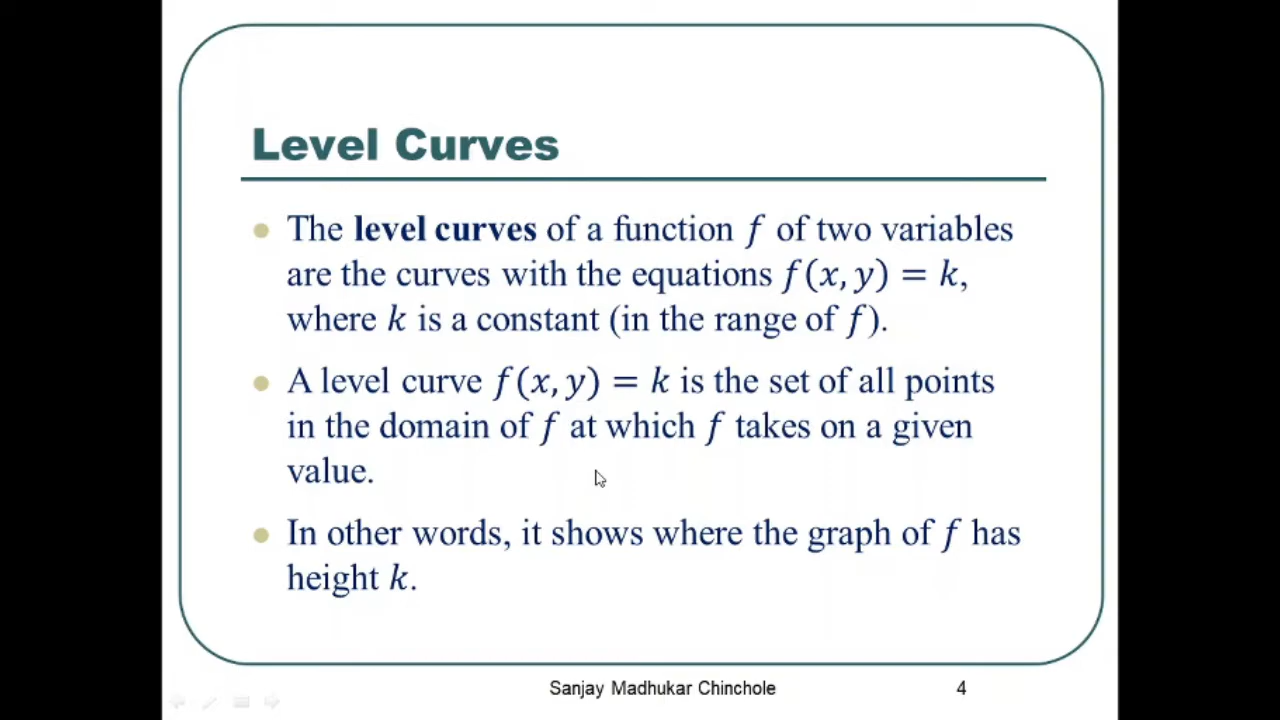 Level Curves
The level curves of a function f of two variables
are the curves with the equations f(x, y) = k,
where k is a constant (in the range of f).
A level curve f(x, y) = k is the set of all points
in the domain of f at which f takes on a given
value.
In other words, it shows where the graph of f has
height k.
Sanjay Madhukar Chinchole 4